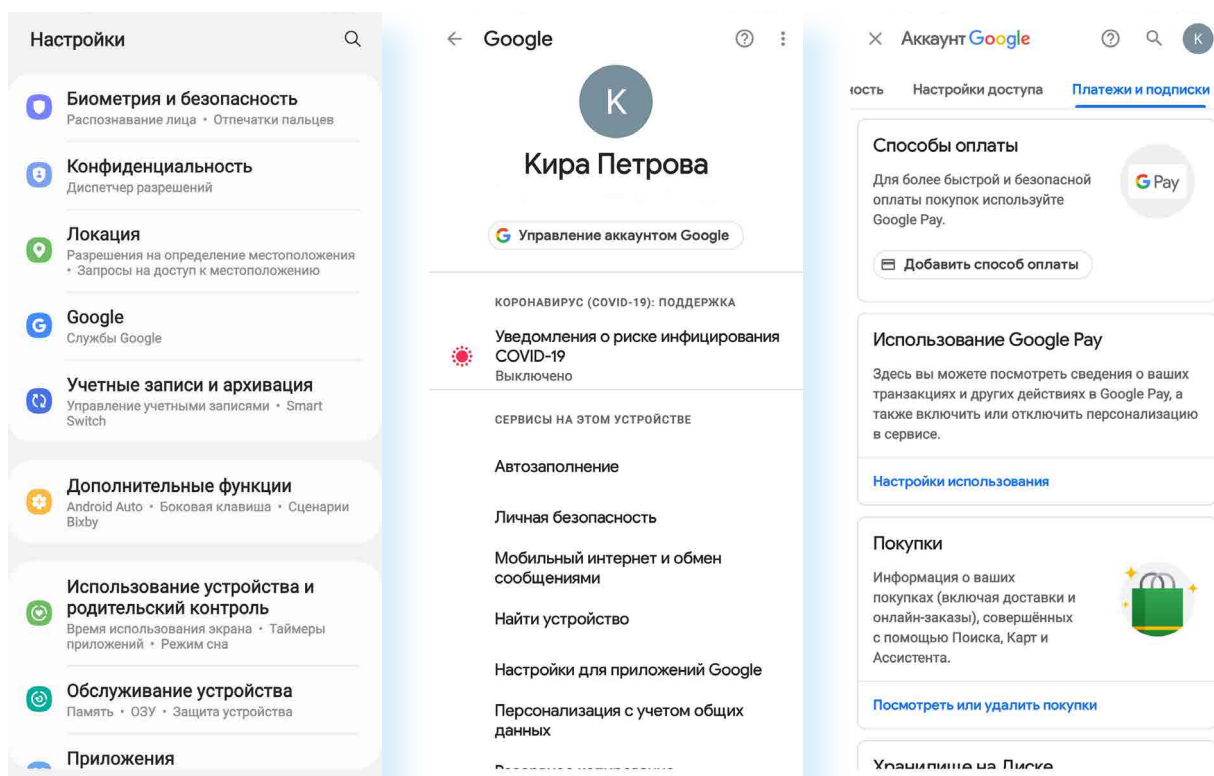 Настройки
Биометрия и безопасность
Распознавание лица • Отпечатки пальцев
Конфиденциальность
Диспетчер разрешений
Локация
Разрешения на определение местоположения
• Запросы на доступ к местоположению
Google
Службы Google
Учетные записи и архивация
Управление учетными записями • Smart
Switch
Дополнительные функции
Android Auto • Боковая клавиша • Сценарии
Bixby
Использование устройства и
родительский контроль
Время использования экрана • Таймеры
приложений • Режим сна
Обслуживание устройства
Память • ОЗУ • Защита устройства
Приложения
Google
К
Кира Петрова
G Управление аккаунтом Google
КОРОНАВИРУС (COVID-19): ПОДДЕРЖКА
Уведомления о риске инфицирования
COVID-19
Выключено
СЕРВИСЫ НА ЭТОМ УСТРОЙСТВЕ
Автозаполнение
Личная безопасность
Мобильный интернет и обмен
сообщениями
Найти устройство
Настройки для приложений Google
Персонализация с учетом общих
данных
Аккаунт Google
К
ность Настройки доступа Платежи и подписки
Способы оплаты
Для более быстрой и безопасной
оплаты покупок используйте
Google Pay.
G Pay
Добавить способ оплаты
Использование Google Pay
Здесь вы можете посмотреть сведения о ваших
транзакциях и других действиях в Google Pay, а
также включить или отключить персонализацию
в сервисе.
Настройки использования
Покупки
Информация о ваших
покупках (включая доставки и
онлайн-заказы), совершённых
с помощью Поиска, Карт и
Ассистента.
Посмотреть или удалить покупки
Хранилище на Диске